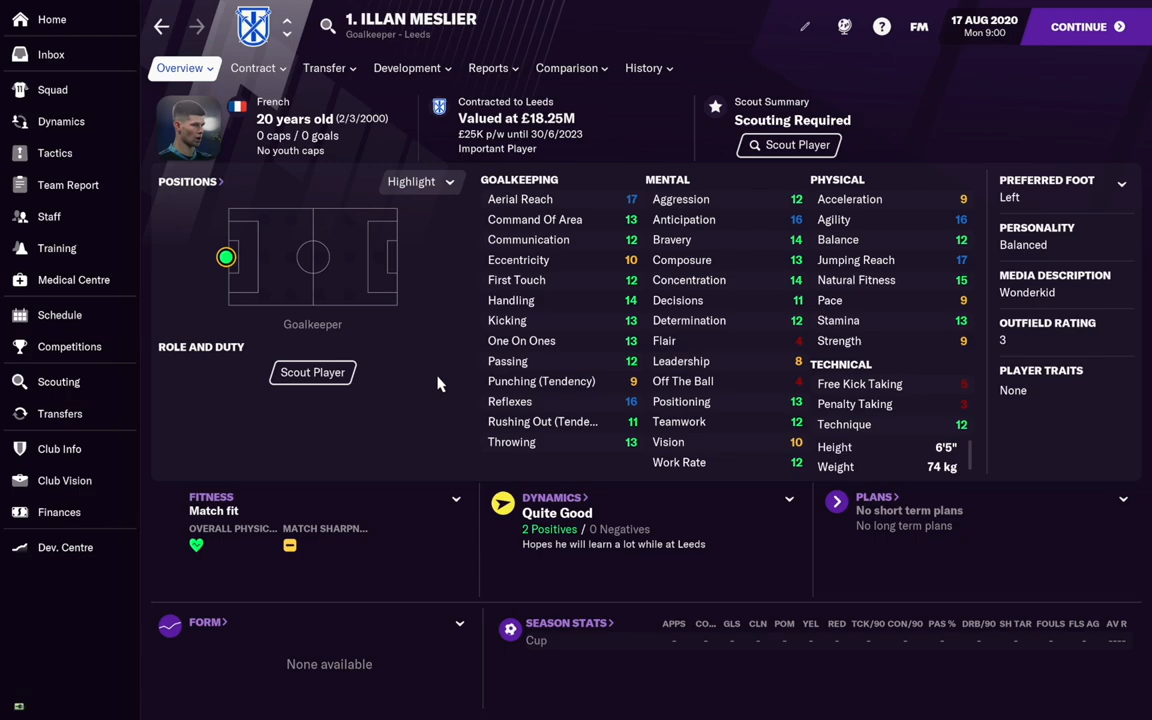 Home
Inbox
Squad
Dynamics
Tactics
Team Report
Staff
Training
Medical Centre
Schedule
Competitions
Scouting
Transfers
Club Info
Club Vision
Finances
Dev. Centre
1. ILLAN MESLIER
Goalkeeper - Leeds
?
FM
17 AUG 2020
Mon 9:00
CONTINUE
Overview
Contract
Transfer
Development
Reports
Comparison
History
French
20 years old (2/3/2000)
0 caps / 0 goals
No youth caps
Contracted to Leeds
Valued at £18.25M
£25K p/w until 30/6/2023
Important Player
Scout Summary
Scouting Required
Scout Player
POSITIONS>
Highlight
Goalkeeper
ROLE AND DUTY
Scout Player
GOALKEEPING
Aerial Reach 17
Command Of Area 13
Communication 12
Eccentricity 10
First Touch 12
Handling 14
Kicking 13
One On Ones 13
Passing 12
Punching (Tendency) 9
Reflexes 16
Rushing Out (Tende... 11
Throwing 13
MENTAL
Aggression 12
Anticipation 16
Bravery 14
Composure 13
Concentration 14
Decisions 11
Determination 12
Flair 4
Leadership 8
Off The Ball 4
Positioning 13
Teamwork 12
Vision 10
Work Rate 12
PHYSICAL
Acceleration 9
Agility 16
Balance 12
Jumping Reach 17
Natural Fitness 15
Pace 9
Stamina 13
Strength 9
TECHNICAL
Free Kick Taking 5
Penalty Taking 3
Technique 12
Height 6'5"
Weight 74 kg
PREFERRED FOOT
Left
PERSONALITY
Balanced
MEDIA DESCRIPTION
Wonderkid
OUTFIELD RATING
3
PLAYER TRAITS
None
FITNESS
Match fit
OVERALL PHYSIC... MATCH SHARPN...
DYNAMICS>
Quite Good
2 Positives / 0 Negatives
Hopes he will learn a lot while at Leeds
PLANS>
No short term plans
No long term plans
FORM>
None available
SEASON STATS> APPS CO... GLS CLN POM YEL RED TCK/90 CON/90 PAS % DRB/90 SH TAR FOULS FLS AG AV R
Cup - - - - - - - - - - - - - - ----